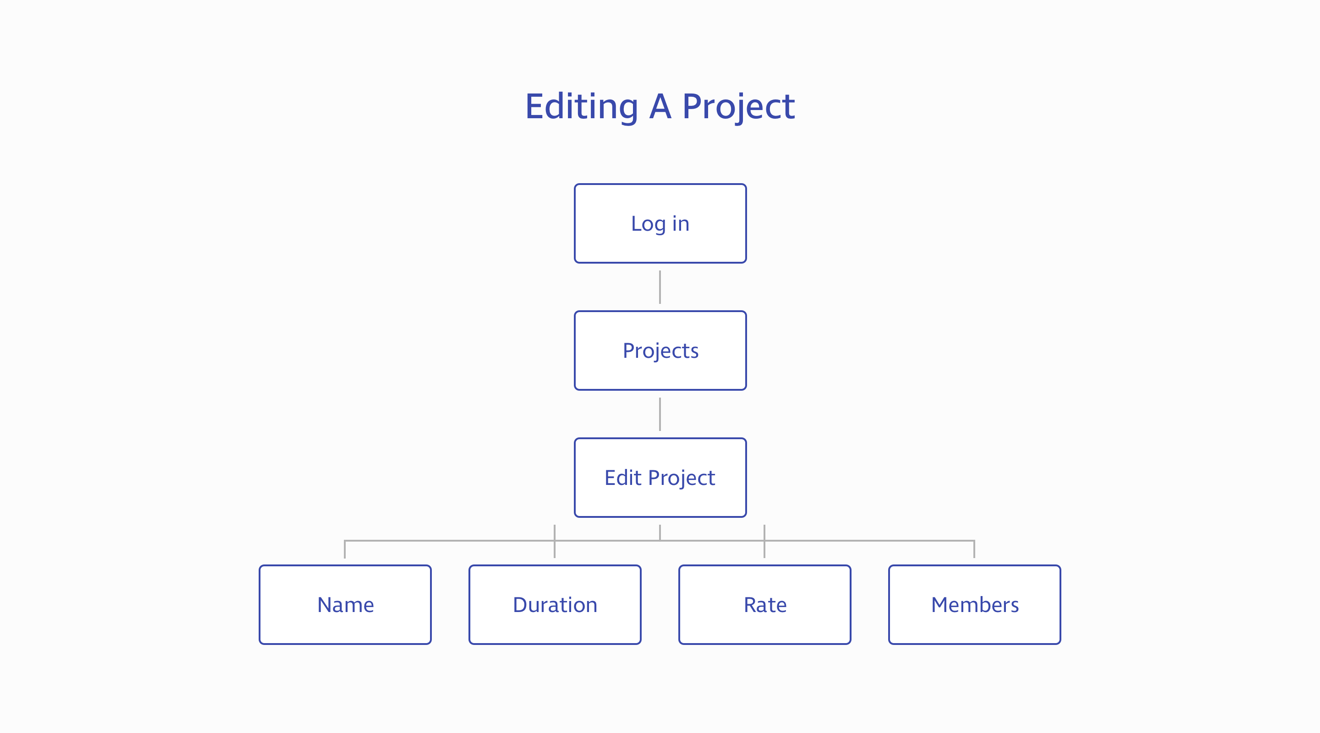 Editing A Project
Log in
Projects
Edit Project
Name
Duration
Rate
Members